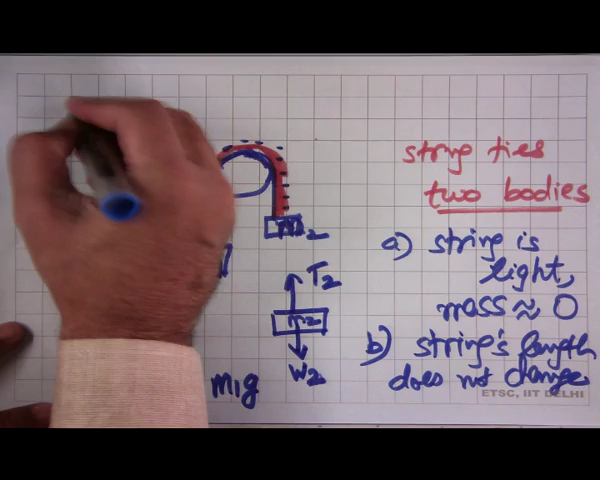 string ties
two bodies
m2
a) string is
light,
mass ≈ 0
T2
m2
W2
b) string's length
does not change
m1g
ETSC, IIT DELHI